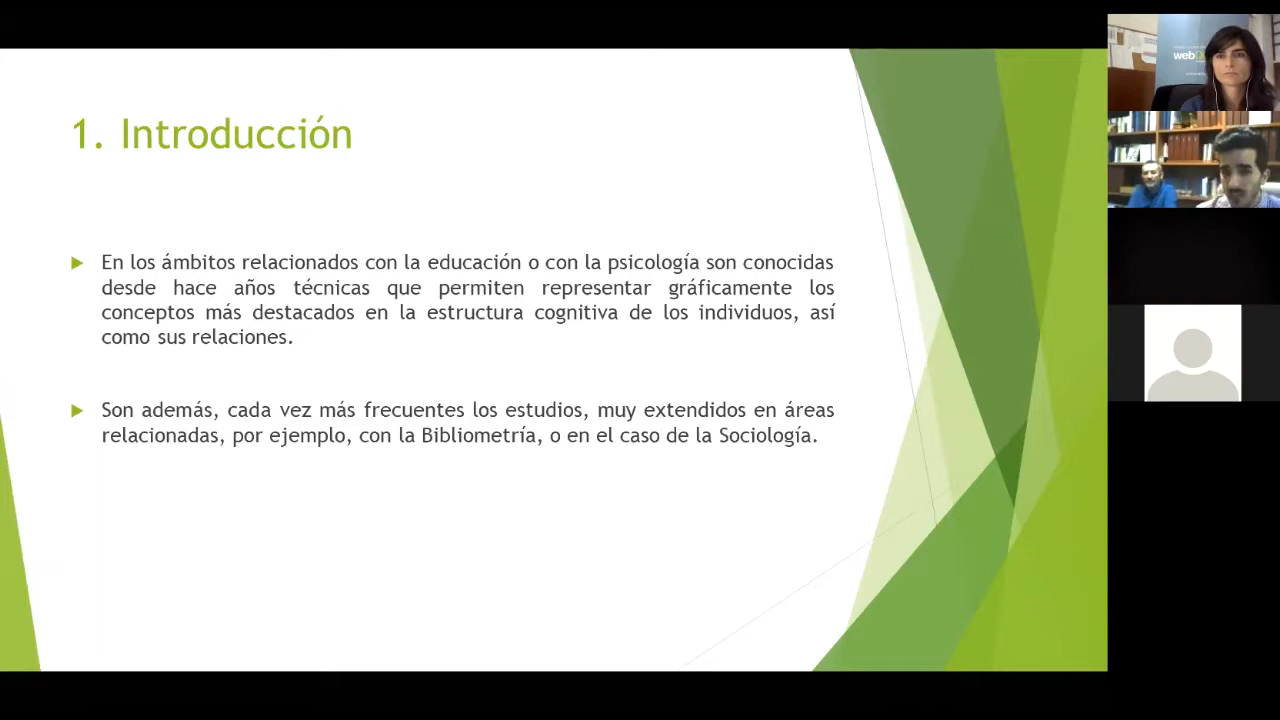 1. Introducción
En los ámbitos relacionados con la educación o con la psicología son conocidas
desde hace años técnicas que permiten representar gráficamente los
conceptos más destacados en la estructura cognitiva de los individuos, así
como sus relaciones.
Son además, cada vez más frecuentes los estudios, muy extendidos en áreas
relacionadas, por ejemplo, con la Bibliometría, o en el caso de la Sociología.
web